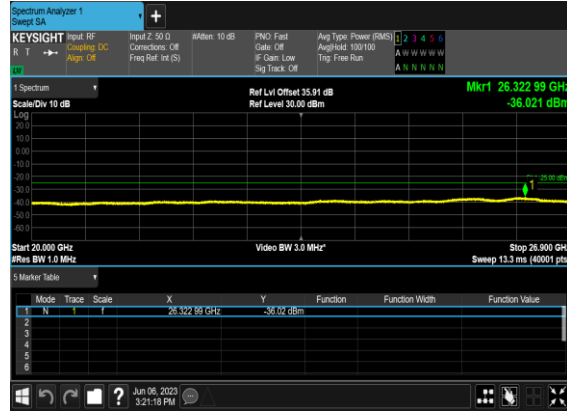 Spectrum Analyzer 1
Swept SA
KEYSIGHT Input: RF Input Z: 50 Ω #Atten: 10 dB PNO: Fast Avg Type: Power (RMS) 1 2 3 4 5 6
R T Coupling: DC Corrections: Off Gate: Off Avg|Hold: 100/100 A W W W W W
Align: Off Freq Ref: Int (S) IF Gain: Low Trig: Free Run
Sig Track: Off A N N N N N
1 Spectrum Ref Lvl Offset 35.91 dB Mkr1 26.322 99 GHz
Scale/Div 10 dB Ref Level 30.00 dBm -36.021 dBm
Log
20.0
10.0
0.00
-10.0
-20.0
-25.00 dBm
1
-30.0
-40.0
-50.0
-60.0
Start 20.000 GHz Video BW 3.0 MHz* Stop 26.900 GHz
#Res BW 1.0 MHz Sweep 13.3 ms (40001 pts
5 Marker Table
Mode Trace Scale X Y Function Function Width Function Value
1 N 1 f 26.322 99 GHz -36.02 dBm
2
3
4
5
6
? Jun 06, 2023
3:21:18 PM